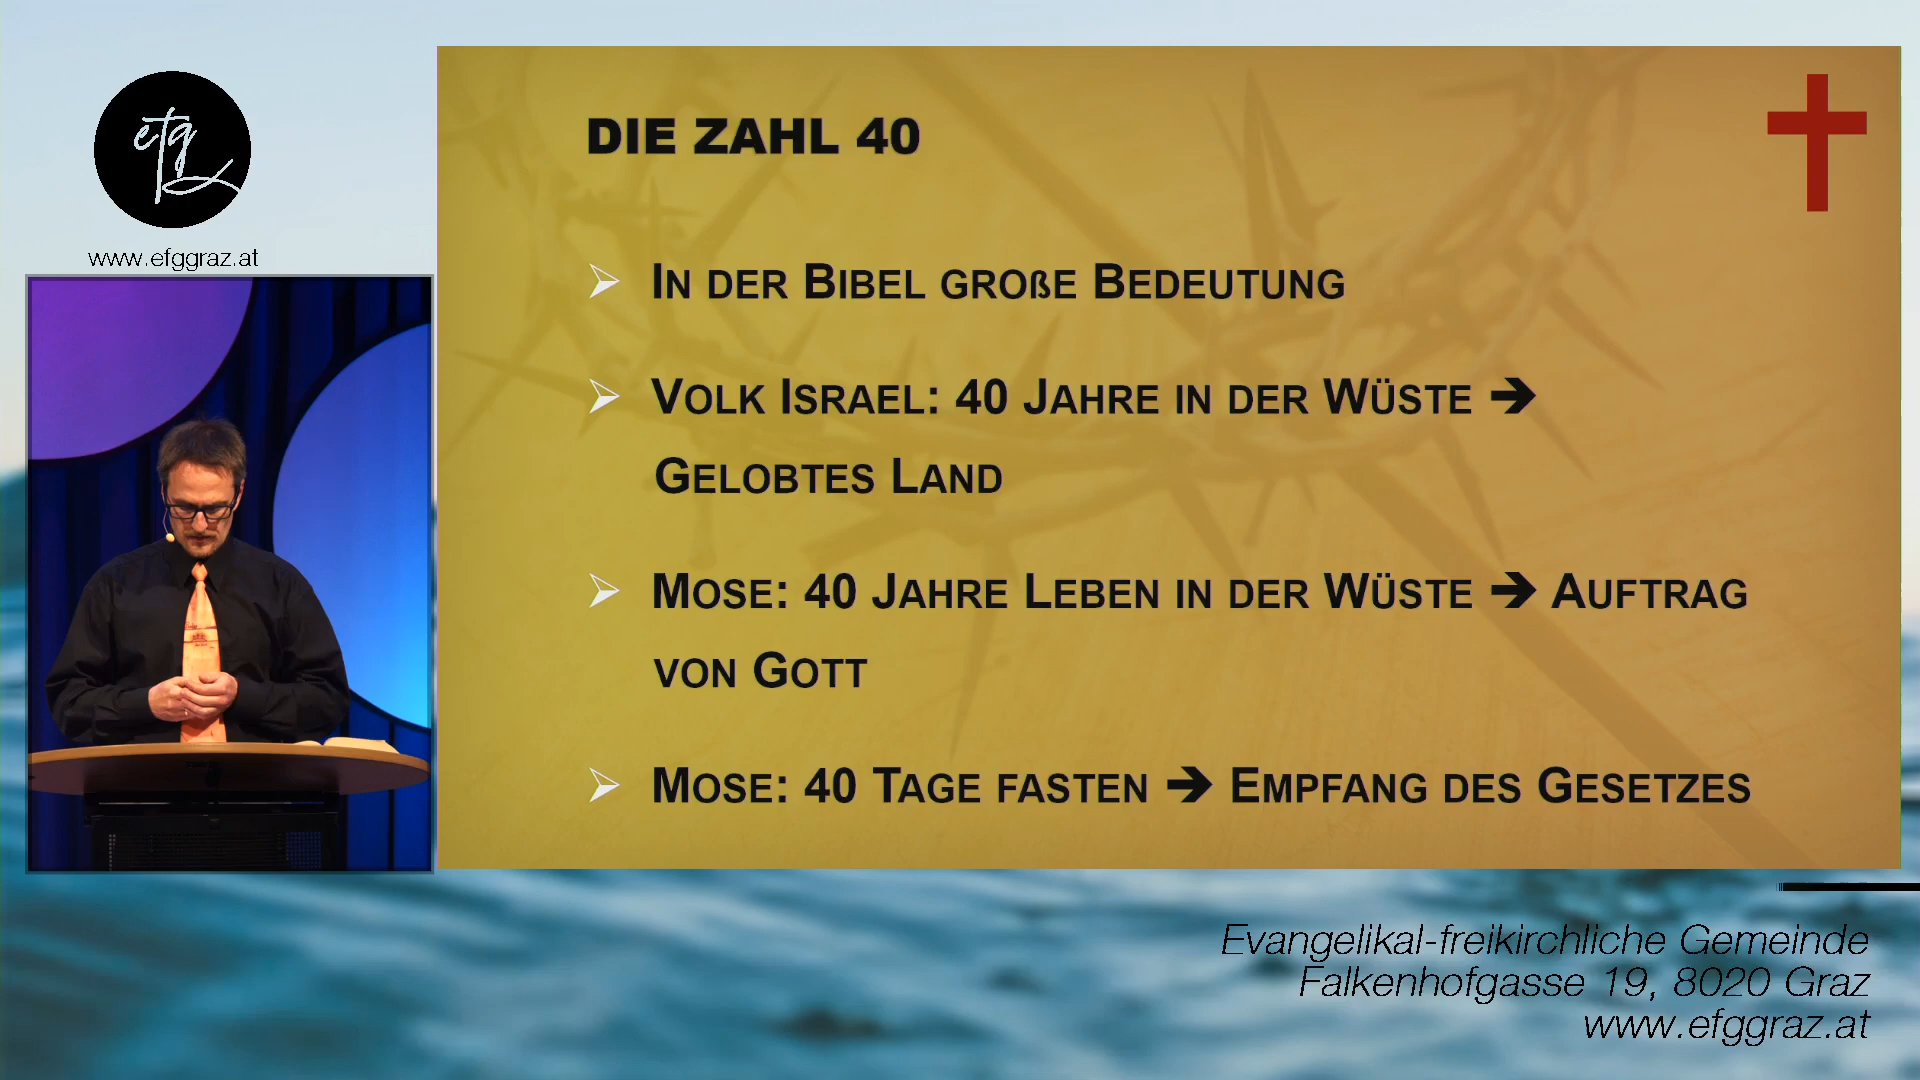 efg
www.efggraz.at
DIE ZAHL 40
IN DER BIBEL GROßE BEDEUTUNG
VOLK ISRAEL: 40 JAHRE IN DER WÜSTE ➔
GELOBTES LAND
MOSE: 40 JAHRE LEBEN IN DER WÜSTE ➔ AUFTRAG
VON GOTT
MOSE: 40 TAGE FASTEN ➔ EMPFANG DES GESETZES
Evangelikal-freikirchliche Gemeinde
Falkenhofgasse 19, 8020 Graz
www.efggraz.at